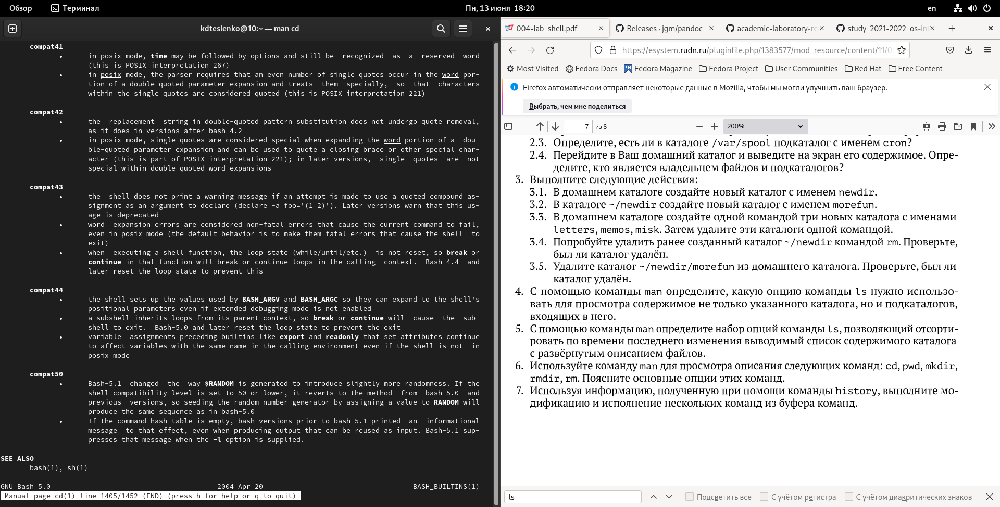 Обзор
Терминал
Пн, 13 июня 18:20
en
kdteslenko@10:~ — man cd
compat41
• in posix mode, time may be followed by options and still be recognized as a reserved word
(this is POSIX interpretation 267)
• in posix mode, the parser requires that an even number of single quotes occur in the word por-
tion of a double-quoted parameter expansion and treats them specially, so that characters
within the single quotes are considered quoted (this is POSIX interpretation 221)
compat42
• the replacement string in double-quoted pattern substitution does not undergo quote removal,
as it does in versions after bash-4.2
• in posix mode, single quotes are considered special when expanding the word portion of a dou-
ble-quoted parameter expansion and can be used to quote a closing brace or other special char-
acter (this is part of POSIX interpretation 221); in later versions, single quotes are not
special within double-quoted word expansions
compat43
• the shell does not print a warning message if an attempt is made to use a quoted compound as-
signment as an argument to declare (declare -a foo='(1 2)'). Later versions warn that this us-
age is deprecated
• word expansion errors are considered non-fatal errors that cause the current command to fail,
even in posix mode (the default behavior is to make them fatal errors that cause the shell to
exit)
• when executing a shell function, the loop state (while/until/etc.) is not reset, so break or
continue in that function will break or continue loops in the calling context. Bash-4.4 and
later reset the loop state to prevent this
compat44
• the shell sets up the values used by BASH_ARGV and BASH_ARGC so they can expand to the shell's
positional parameters even if extended debugging mode is not enabled
• a subshell inherits loops from its parent context, so break or continue will cause the sub-
shell to exit. Bash-5.0 and later reset the loop state to prevent the exit
• variable assignments preceding builtins like export and readonly that set attributes continue
to affect variables with the same name in the calling environment even if the shell is not in
posix mode
compat50
• Bash-5.1 changed the way $RANDOM is generated to introduce slightly more randomness. If the
shell compatibility level is set to 50 or lower, it reverts to the method from bash-5.0 and
previous versions, so seeding the random number generator by assigning a value to RANDOM will
produce the same sequence as in bash-5.0
• If the command hash table is empty, bash versions prior to bash-5.1 printed an informational
message to that effect, even when producing output that can be reused as input. Bash-5.1 sup-
presses that message when the -l option is supplied.
SEE ALSO
bash(1), sh(1)
GNU Bash 5.0 2004 Apr 20 BASH_BUILTINS(1)
Manual page cd(1) line 1405/1452 (END) (press h for help or q to quit)
004-lab_shell.pdf
Releases · jgm/pandoc
academic-laboratory-re
study_2021-2022_os-in
https://esystem.rudn.ru/pluginfile.php/1383577/mod_resource/content/11/0
Most Visited
Fedora Docs
Fedora Magazine
Fedora Project
User Communities
Red Hat
Free Content
Firefox автоматически отправляет некоторые данные в Mozilla, чтобы мы могли улучшить ваш браузер.
Выбрать, чем мне поделиться
7 из 8
200%
2.3. Определите, есть ли в каталоге /var/spool подкаталог с именем cron?
2.4. Перейдите в Ваш домашний каталог и выведите на экран его содержимое. Опре-
делите, кто является владельцем файлов и подкаталогов?
3. Выполните следующие действия:
3.1. В домашнем каталоге создайте новый каталог с именем newdir.
3.2. В каталоге ~/newdir создайте новый каталог с именем morefun.
3.3. В домашнем каталоге создайте одной командой три новых каталога с именами
letters, memos, misk. Затем удалите эти каталоги одной командой.
3.4. Попробуйте удалить ранее созданный каталог ~/newdir командой rm. Проверьте,
был ли каталог удалён.
3.5. Удалите каталог ~/newdir/morefun из домашнего каталога. Проверьте, был ли
каталог удалён.
4. С помощью команды man определите, какую опцию команды ls нужно использо-
вать для просмотра содержимое не только указанного каталога, но и подкаталогов,
входящих в него.
5. С помощью команды man определите набор опций команды ls, позволяющий отсорти-
ровать по времени последнего изменения выводимый список содержимого каталога
с развёрнутым описанием файлов.
6. Используйте команду man для просмотра описания следующих команд: cd, pwd, mkdir,
rmdir, rm. Поясните основные опции этих команд.
7. Используя информацию, полученную при помощи команды history, выполните мо-
дификацию и исполнение нескольких команд из буфера команд.
ls
Подсветить все
С учётом регистра
С учётом диакритических знаков